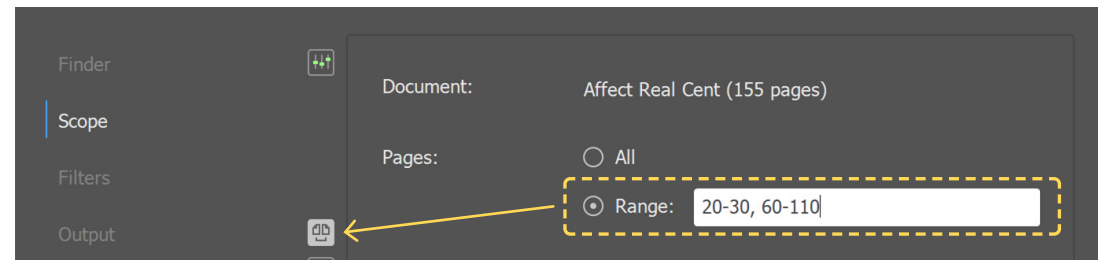 Finder
Document: Affect Real Cent (155 pages)
Scope
Pages: All
Filters
Range: 20-30, 60-110
Output